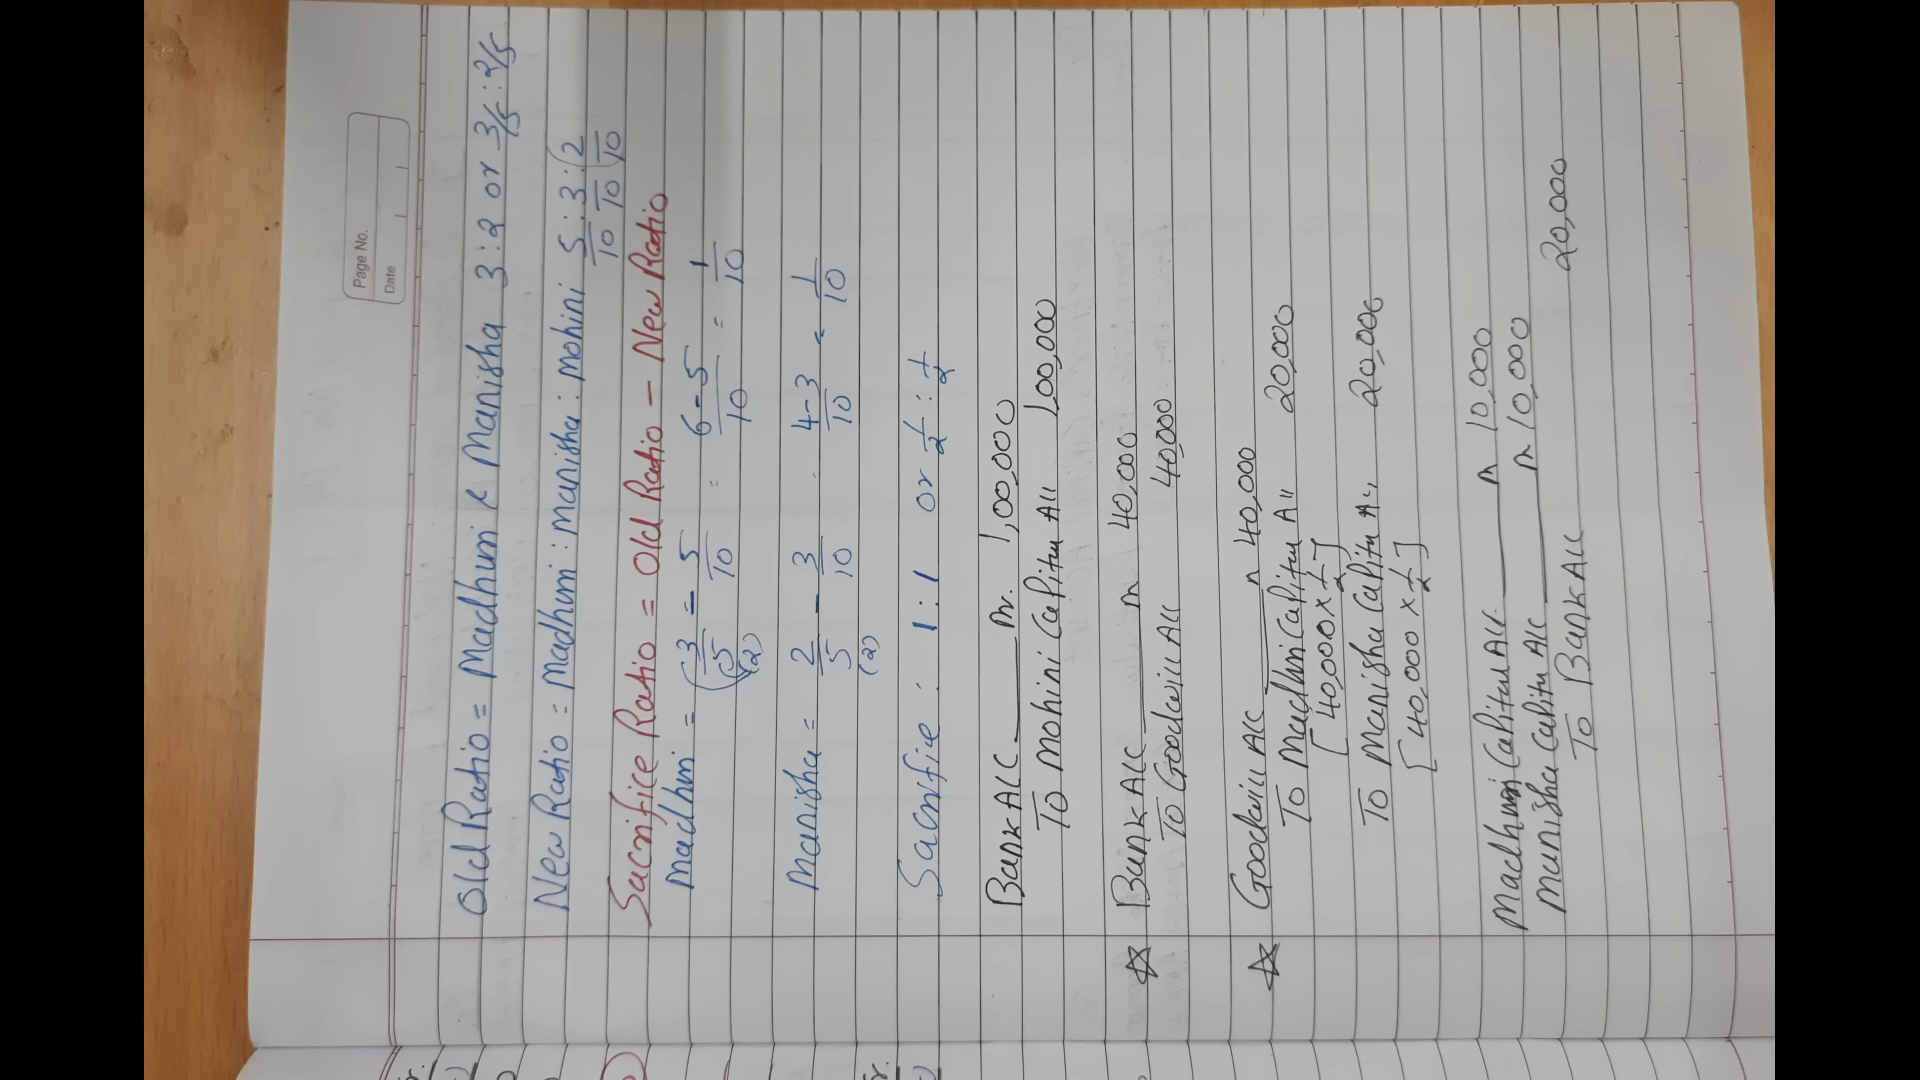 Page No.
Date
Old Ratio = Madhuri & Manisha 3:2 or 3/5 : 2/5
New Ratio = Madhuri : Manisha : Mohini 5/10 : 3/10 : 2/10
Sacrifice Ratio = Old Ratio - New Ratio
Madhuri = 3/5 - 5/10 = 6-5/10 = 1/10
(2)
Manisha = 2/5 - 3/10 = 4-3/10 = 1/10
(2)
Sacrifie : 1:1 or 1/2 : 1/2
Bank A/C Dr. 1,00,000
To Mohini Capital A/C 1,00,000
Bank A/C 40,000
To Goodwill A/C 40,000
Goodwill A/C 40,000
To Madhuri Capital A/c 20,000
[40,000 x 1/2]
To Manisha Capital A/c 20,000
[40,000 x 1/2]
Madhuri Capital A/c 10,000
Manisha Capital A/C 10,000
To Bank A/C 20,000